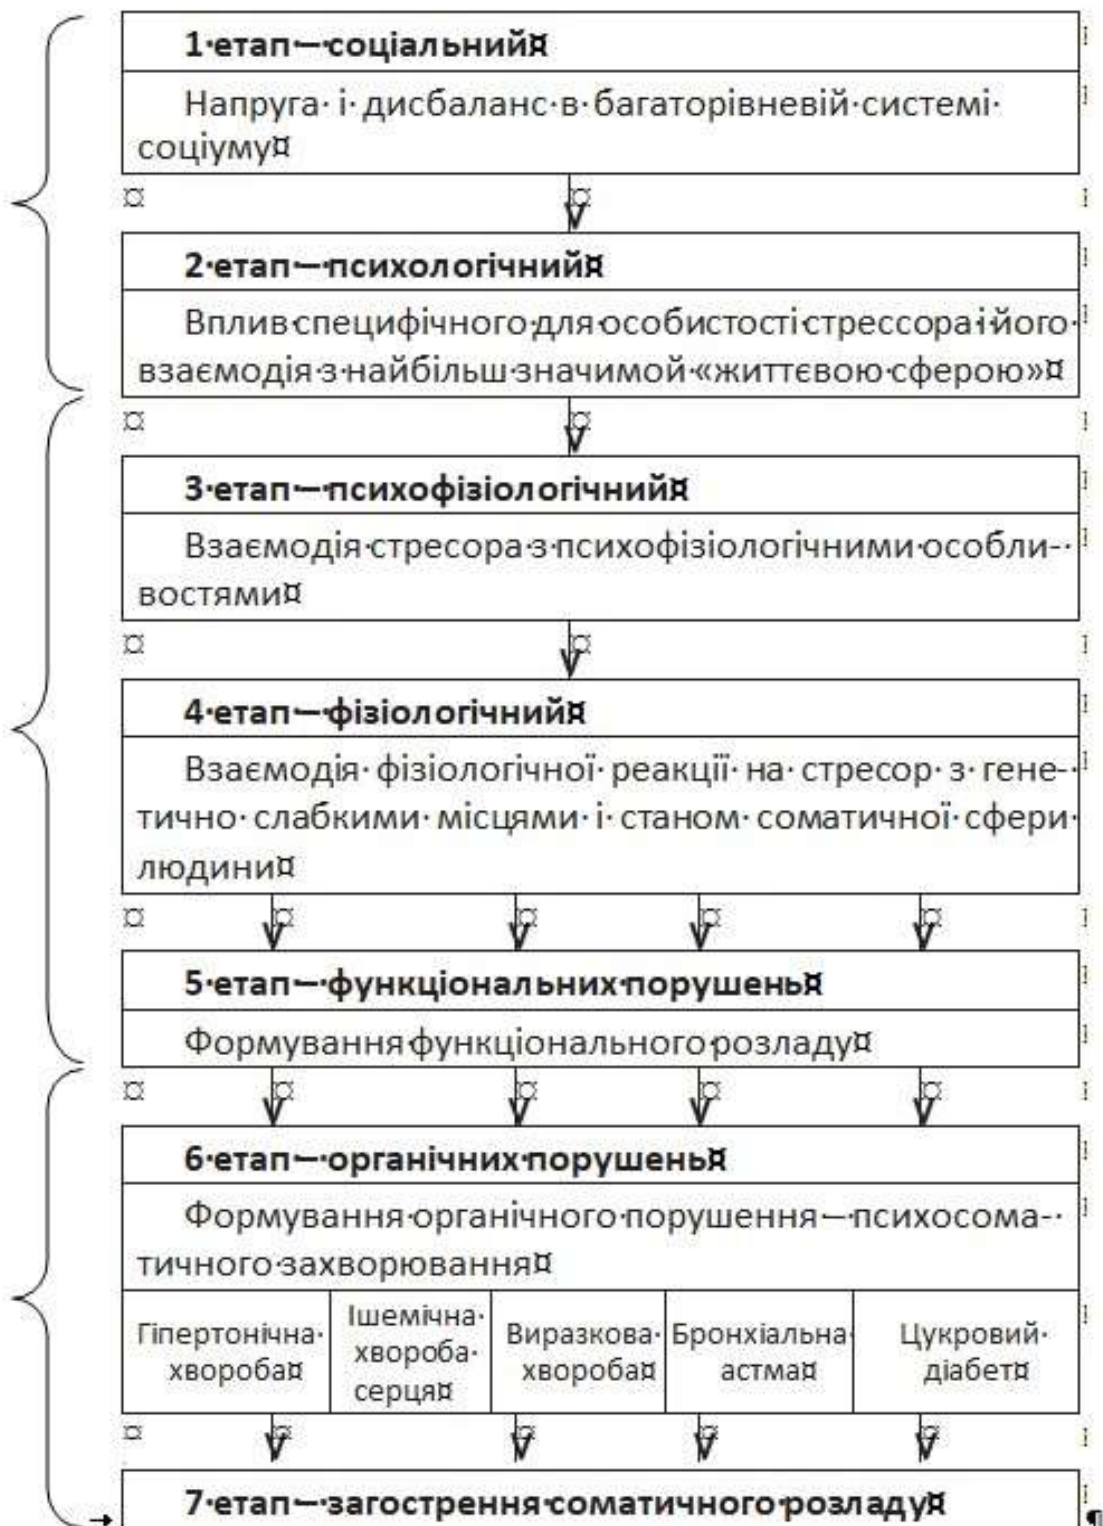 1 етап – соціальний
Напруга і дисбаланс в багаторівневій системі
соціуму
2 етап – психологічний
Вплив специфічного для особистості стрессора і його
взаємодія з найбільш значимой «життєвою сферою»
3 етап – психофізіологічний
Взаємодія стресора з психофізіологічними особли-
востями
4 етап – фізіологічний
Взаємодія фізіологічної реакції на стресор з гене-
тично слабкими місцями і станом соматичної сфери
людини
5 етап – функціональних порушень
Формування функціонального розладу
6 етап – органічних порушень
Формування органічного порушення – психосома-
тичного захворювання
Гіпертонічна
хвороба
Ішемічна
хвороба
серця
Виразкова
хвороба
Бронхіальна
астма
Цукровий
діабет
7 етап – загострення соматичного розладу